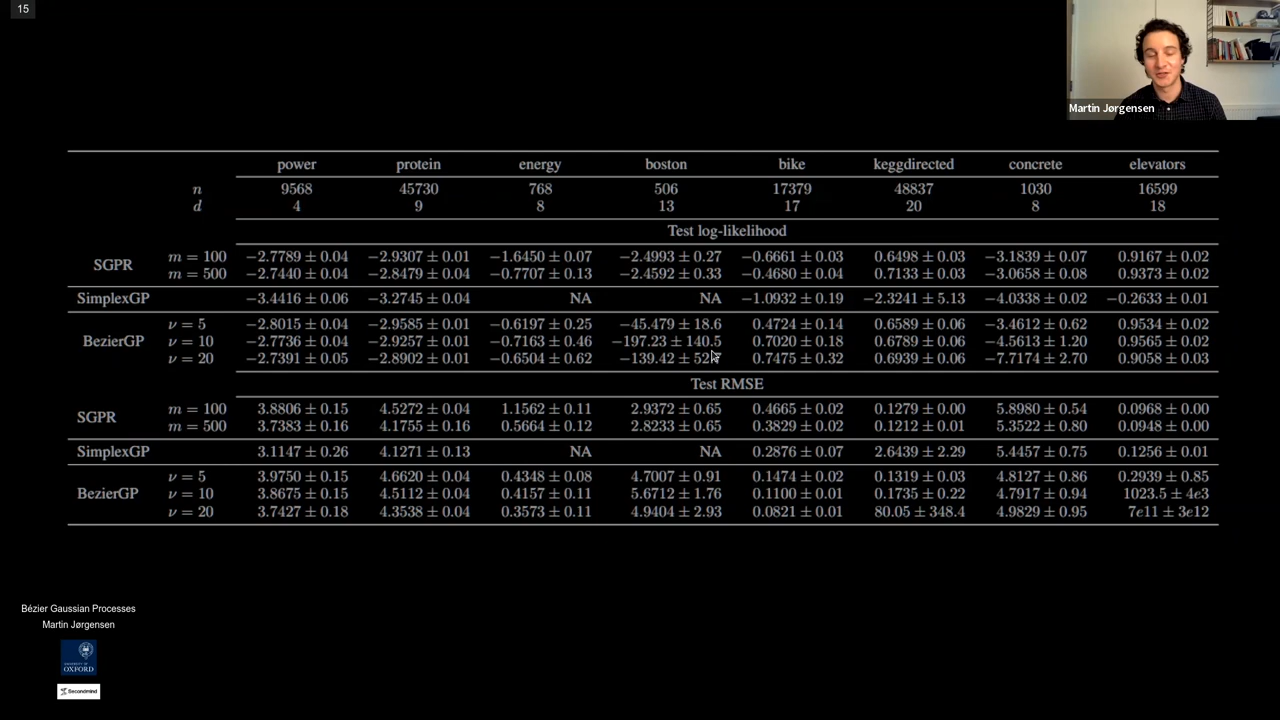 15
Martin Jørgensen
power protein energy boston bike keggdirected concrete elevators
n 9568 45730 768 506 17379 48837 1030 16599
d 4 9 8 13 17 20 8 18
Test log-likelihood
SGPR m = 100 −2.7789 ± 0.04 −2.9307 ± 0.01 −1.6450 ± 0.07 −2.4993 ± 0.27 −0.6661 ± 0.03 0.6498 ± 0.03 −3.1839 ± 0.07 0.9167 ± 0.02
m = 500 −2.7440 ± 0.04 −2.8479 ± 0.04 −0.7707 ± 0.13 −2.4592 ± 0.33 −0.4680 ± 0.04 0.7133 ± 0.03 −3.0658 ± 0.08 0.9373 ± 0.02
SimplexGP −3.4416 ± 0.06 −3.2745 ± 0.04 NA NA −1.0932 ± 0.19 −2.3241 ± 5.13 −4.0338 ± 0.02 −0.2633 ± 0.01
ν = 5 −2.8015 ± 0.04 −2.9585 ± 0.01 −0.6197 ± 0.25 −45.479 ± 18.6 0.4724 ± 0.14 0.6589 ± 0.06 −3.4612 ± 0.62 0.9534 ± 0.02
BezierGP ν = 10 −2.7736 ± 0.04 −2.9257 ± 0.01 −0.7163 ± 0.46 −197.23 ± 140.5 0.7020 ± 0.18 0.6789 ± 0.06 −4.5613 ± 1.20 0.9565 ± 0.02
ν = 20 −2.7391 ± 0.05 −2.8902 ± 0.01 −0.6504 ± 0.62 −139.42 ± 0.7475 ± 0.32 0.6939 ± 0.06 −7.7174 ± 2.70 0.9058 ± 0.03
Test RMSE
SGPR m = 100 3.8806 ± 0.15 4.5272 ± 0.04 1.1562 ± 0.11 2.9372 ± 0.65 0.4665 ± 0.02 0.1279 ± 0.00 5.8980 ± 0.54 0.0968 ± 0.00
m = 500 3.7383 ± 0.16 4.1755 ± 0.16 0.5664 ± 0.12 2.8233 ± 0.65 0.3829 ± 0.02 0.1212 ± 0.01 5.3522 ± 0.80 0.0948 ± 0.00
SimplexGP 3.1147 ± 0.26 4.1271 ± 0.13 NA NA 0.2876 ± 0.07 2.6439 ± 2.29 5.4457 ± 0.75 0.1256 ± 0.01
ν = 5 3.9750 ± 0.15 4.6620 ± 0.04 0.4348 ± 0.08 4.7007 ± 0.91 0.1474 ± 0.02 0.1319 ± 0.03 4.8127 ± 0.86 0.2939 ± 0.85
BezierGP ν = 10 3.8675 ± 0.15 4.5112 ± 0.04 0.4157 ± 0.11 5.6712 ± 1.76 0.1100 ± 0.01 0.1735 ± 0.22 4.7917 ± 0.94 1023.5 ± 4e3
ν = 20 3.7427 ± 0.18 4.3538 ± 0.04 0.3573 ± 0.11 4.9404 ± 2.93 0.0821 ± 0.01 80.05 ± 348.4 4.9829 ± 0.95 7e11 ± 3e12
Bézier Gaussian Processes
Martin Jørgensen
UNIVERSITY OF
OXFORD
Secondmind